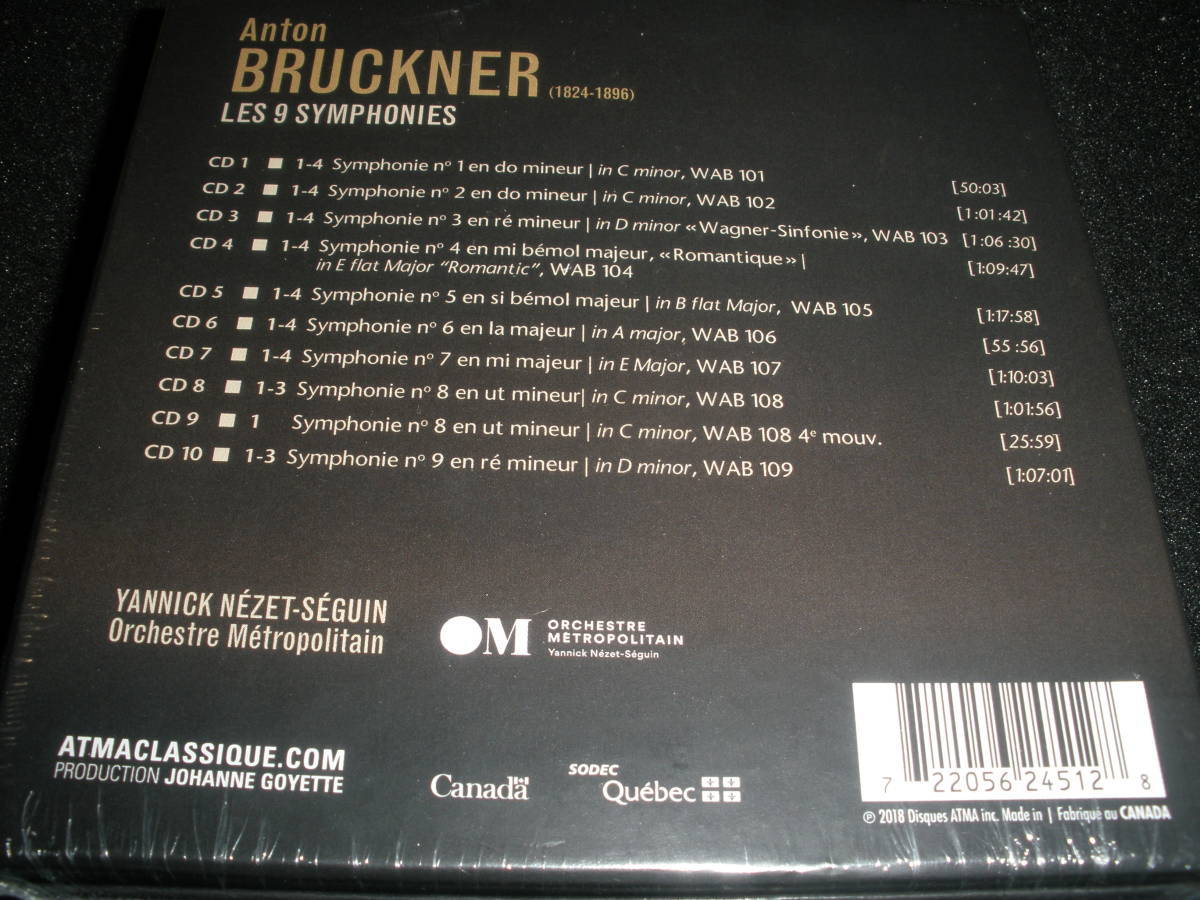 Anton
BRUCKNER (1824-1896)
LES 9 SYMPHONIES
CD 1 ■ 1-4 Symphonie nº 1 en do mineur | in C minor, WAB 101 [50:03]
CD 2 ■ 1-4 Symphonie nº 2 en do mineur | in C minor, WAB 102 [1:01:42]
CD 3 ■ 1-4 Symphonie nº 3 en ré mineur | in D minor «Wagner-Sinfonie», WAB 103 [1:06 :30]
CD 4 ■ 1-4 Symphonie nº 4 en mi bémol majeur, «Romantique» |
in E flat Major "Romantic", WAB 104 [1:09:47]
CD 5 ■ 1-4 Symphonie nº 5 en si bémol majeur | in B flat Major, WAB 105 [1:17:58]
CD 6 ■ 1-4 Symphonie nº 6 en la majeur | in A major, WAB 106 [55 :56]
CD 7 ■ 1-4 Symphonie nº 7 en mi majeur | in E Major, WAB 107 [1:10:03]
CD 8 ■ 1-3 Symphonie nº 8 en ut mineur| in C minor, WAB 108 [1:01:56]
CD 9 ■ 1 Symphonie nº 8 en ut mineur | in C minor, WAB 108 4e mouv. [25:59]
CD 10 ■ 1-3 Symphonie nº 9 en ré mineur | in D minor, WAB 109 [1:07:01]
YANNICK NÉZET-SÉGUIN
Orchestre Métropolitain
OM
ORCHESTRE
MÉTROPOLITAIN
Yannick Nézet-Séguin
ATMACLASSIQUE.COM
PRODUCTION JOHANNE GOYETTE
Canada
SODEC
Québec
7 22056 24512 8
℗ 2018 Disques ATMA inc. Made in | Fabriqué au CANADA